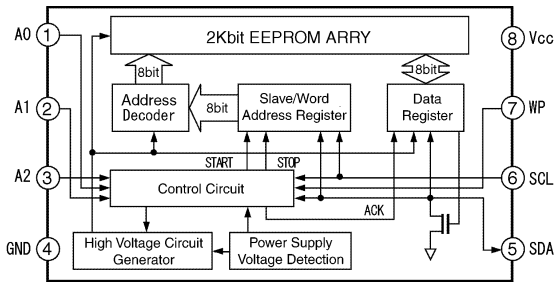 A0 1
2Kbit EEPROM ARRY
8 Vcc
8bit
8bit
A1 2
Address
Decoder
8bit
Slave/Word
Address Register
Data
Register
7 WP
START STOP
A2 3
Control Circuit
6 SCL
ACK
GND 4
High Voltage Circuit
Generator
Power Supply
Voltage Detection
5 SDA